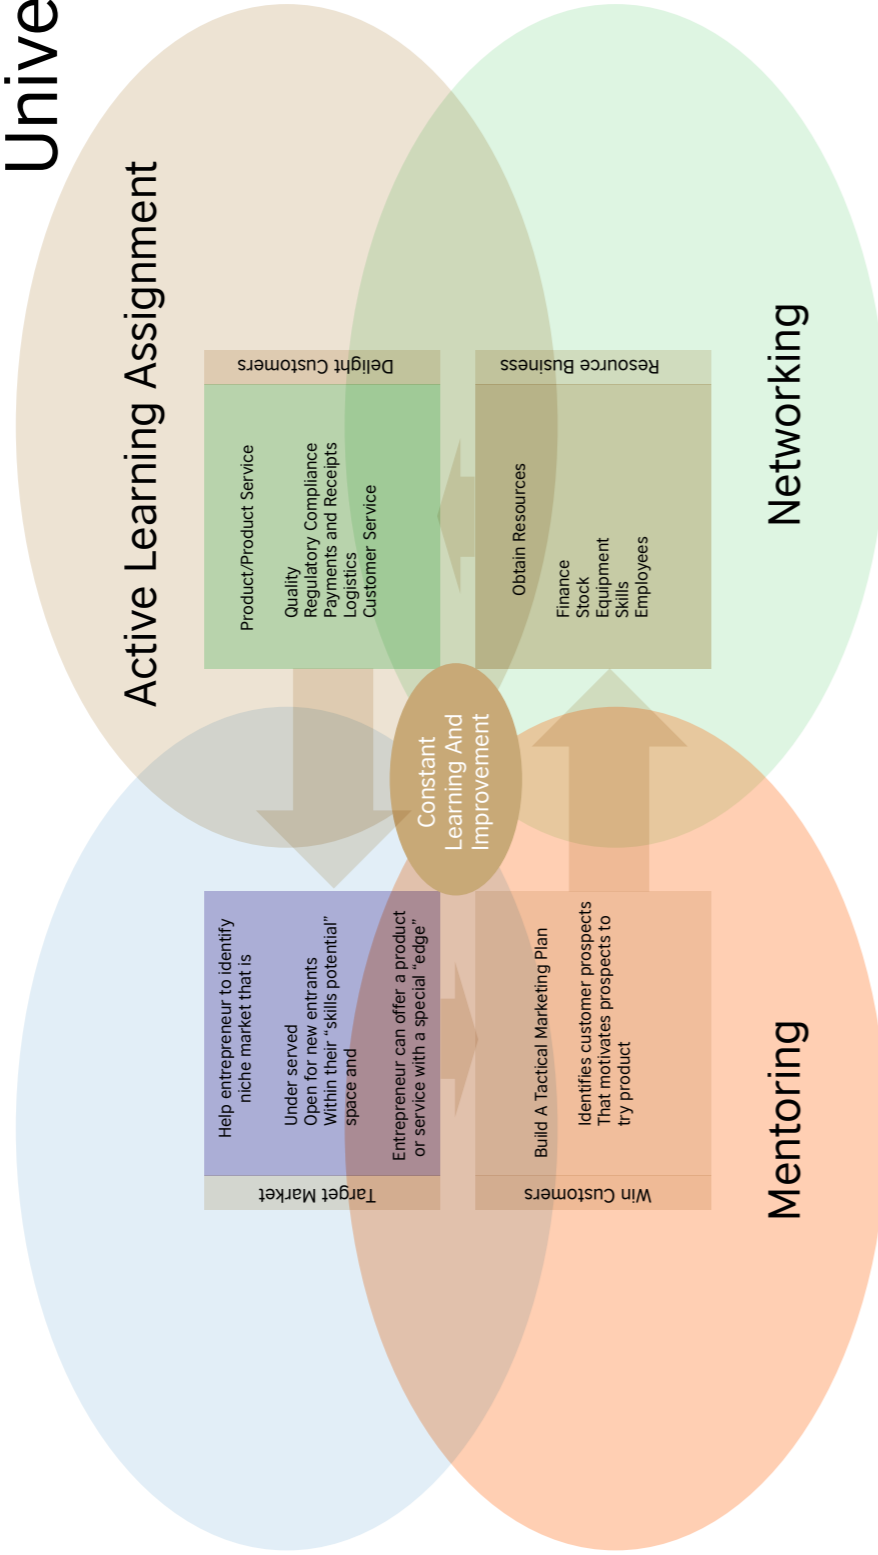 Unive
Active Learning Assignment
Target Market
Help entrepreneur to identify
niche market that is
Under served
Open for new entrants
Within their “skills potential”
space and
Entrepreneur can offer a product
or service with a special “edge”
Product/Product Service
Quality
Regulatory Compliance
Payments and Receipts
Logistics
Customer Service
Delight Customers
Constant
Learning And
Improvement
Win Customers
Build A Tactical Marketing Plan
Identifies customer prospects
That motivates prospects to
try product
Obtain Resources
Finance
Stock
Equipment
Skills
Employees
Resource Business
Mentoring
Networking